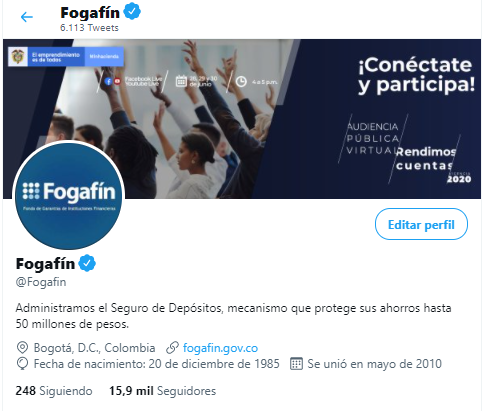 Fogafín
6.113 Tweets
El emprendimiento
es de todos
Minhacienda
¡Conéctate
y participa!
Facebook Live
Youtube Live
de junio
4 a 5 p.m.
AUDIENCIA
PÚBLICA
VIRTUAL
Rendimos
cuentas
2020
Fogafín
Fondo de Garantías de Instituciones Financieras
Editar perfil
Fogafín
@Fogafin
Administramos el Seguro de Depósitos, mecanismo que protege sus ahorros hasta
50 millones de pesos.
Bogotá, D.C., Colombia fogafin.gov.co
Fecha de nacimiento: 20 de diciembre de 1985 Se unió en mayo de 2010
248 Siguiendo 15,9 mil Seguidores